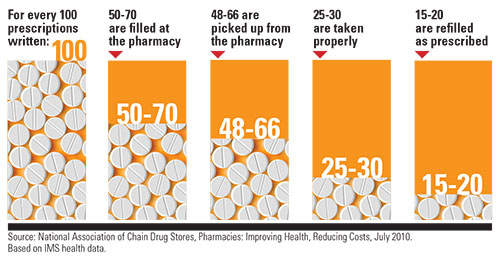 For every 100
prescriptions
written:
100
50-70
are filled at
the pharmacy
50-70
48-66 are
picked up from
the pharmacy
48-66
25-30
are taken
properly
25-30
15-20
are refilled
as prescribed
15-20
Source: National Association of Chain Drug Stores, Pharmacies: Improving Health, Reducing Costs, July 2010.
Based on IMS health data.